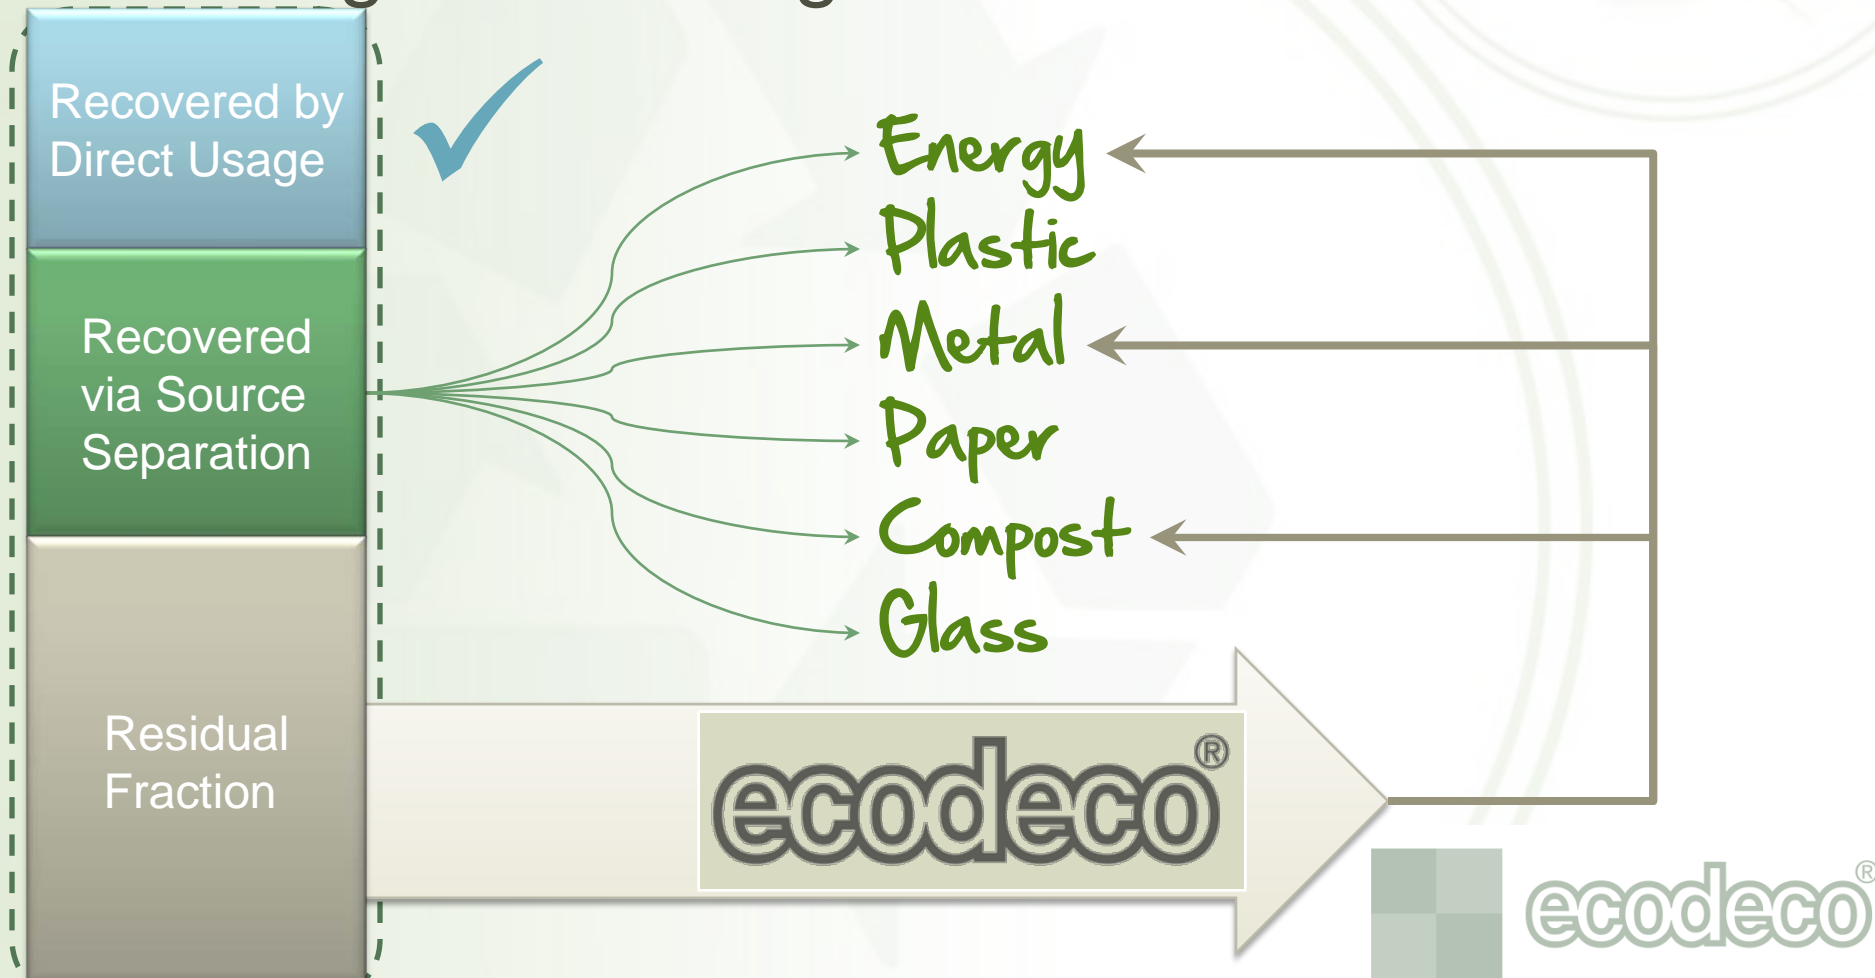 Recovered by
Direct Usage
Recovered
via Source
Separation
Residual
Fraction
Energy
Plastic
Metal
Paper
Compost
Glass
ecodeco®
ecodeco®